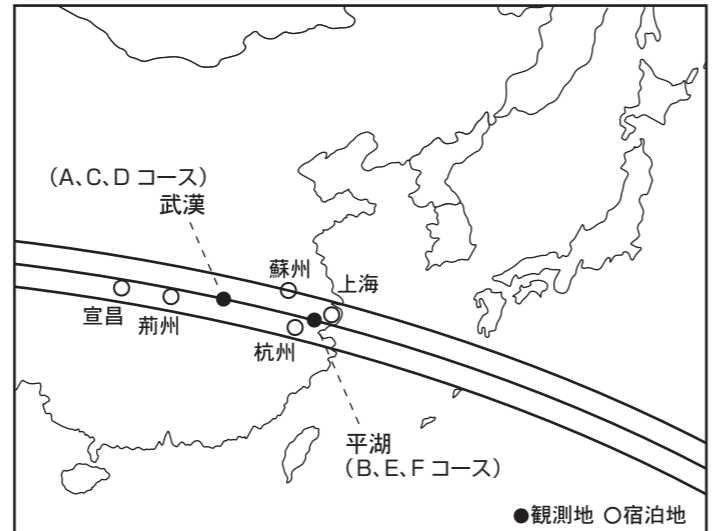 (A、C、D コース)
武漢
蘇州
上海
宣昌
荊州
杭州
平湖
(B、E、F コース)
●観測地 ○宿泊地